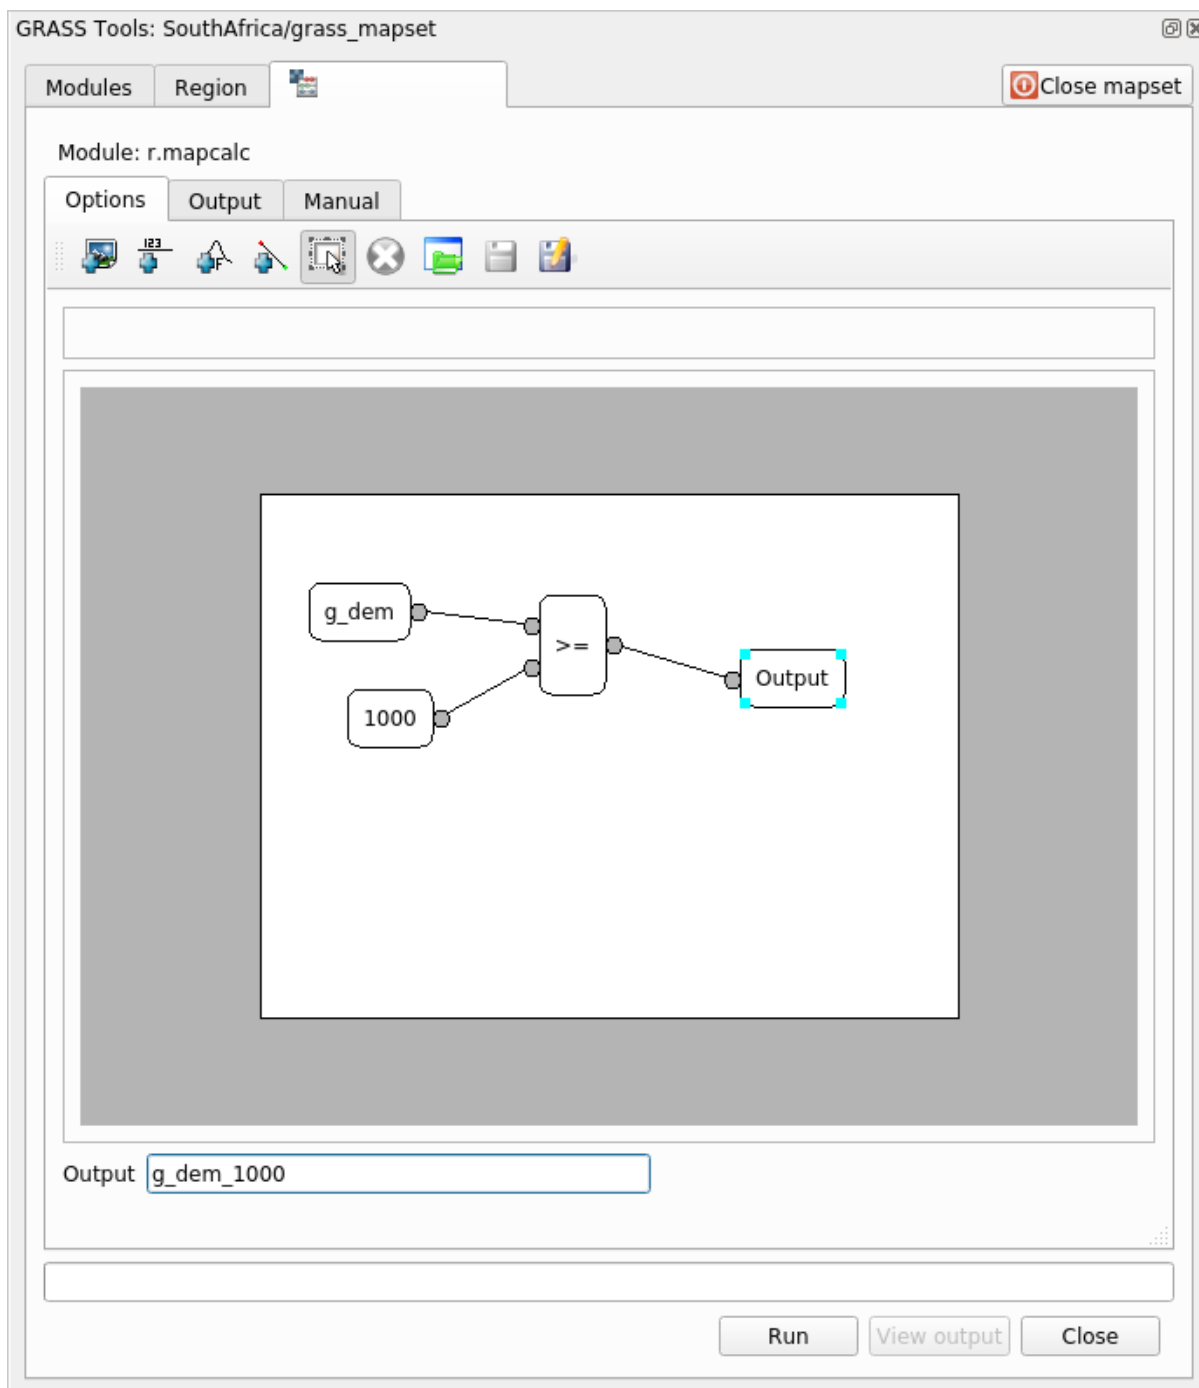 GRASS Tools: SouthAfrica/grass_mapset
Modules Region Close mapset
Module: r.mapcalc
Options Output Manual
123
F
g_dem
>=
Output
1000
Output g_dem_1000
Run View output Close